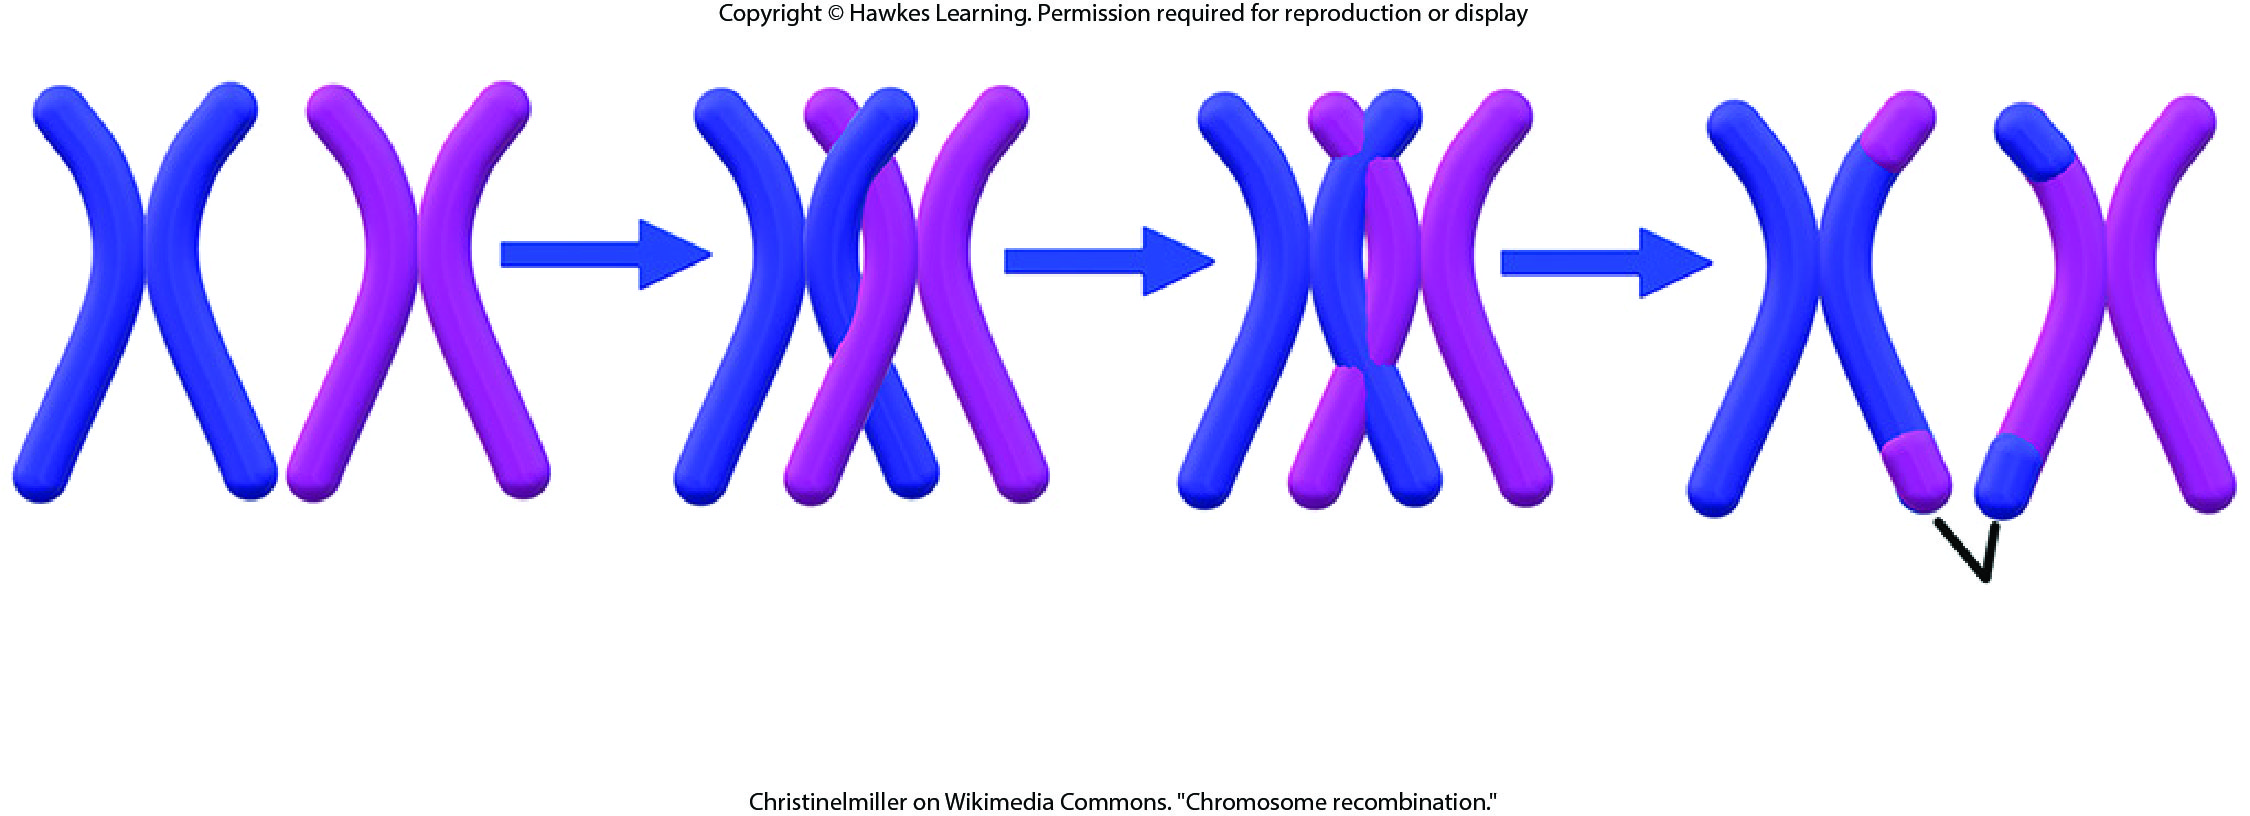 Copyright © Hawkes Learning. Permission required for reproduction or display
Christinelmiller on Wikimedia Commons. "Chromosome recombination."